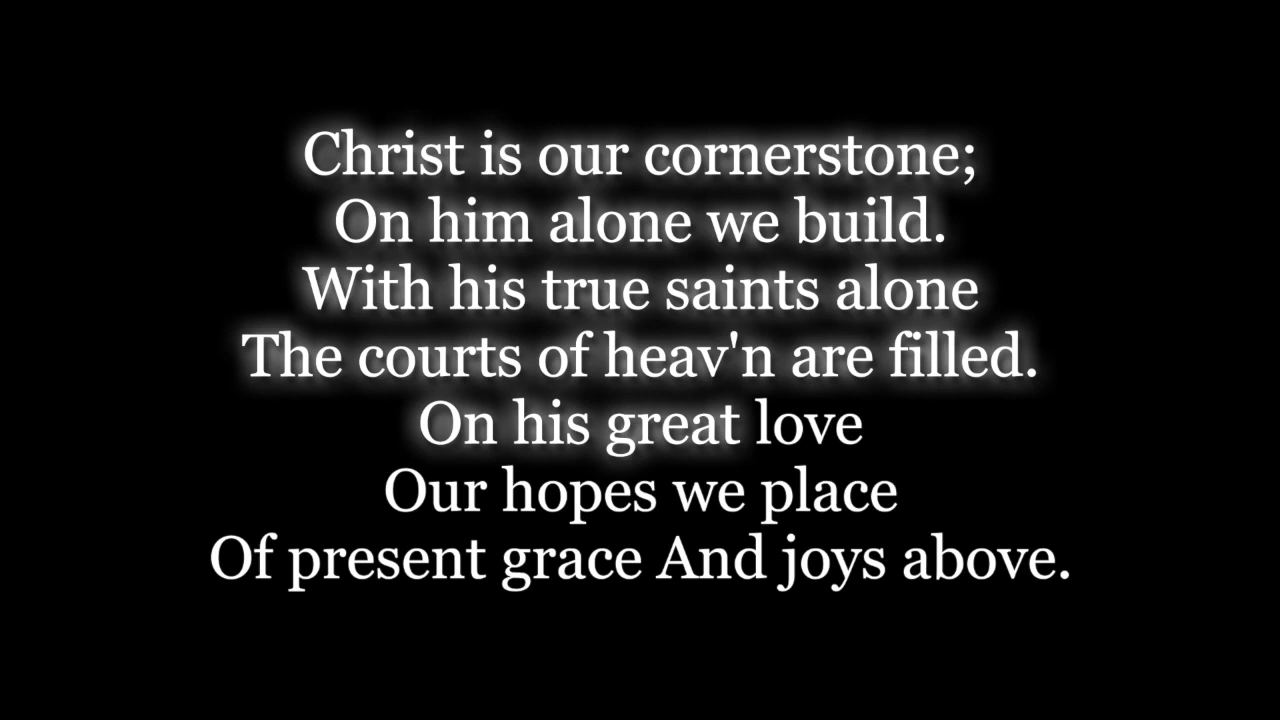 Christ is our cornerstone;
On him alone we build.
With his true saints alone
The courts of heav'n are filled.
On his great love
Our hopes we place
Of present grace And joys above.